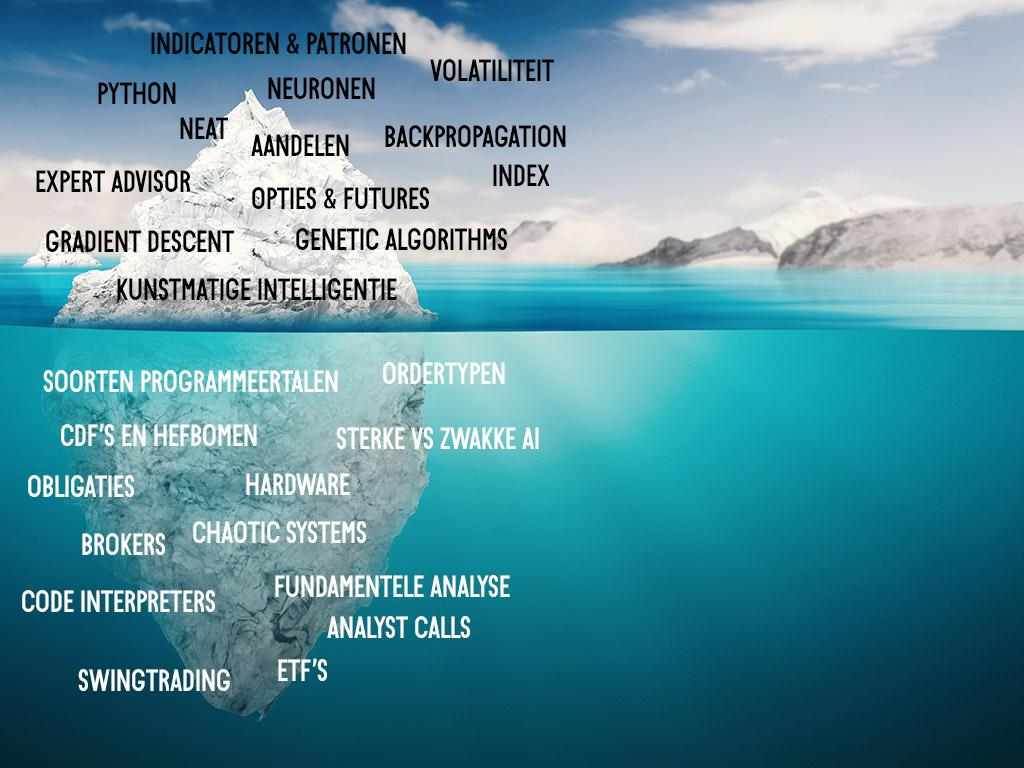 INDICATOREN & PATRONEN
VOLATILITEIT
PYTHON
NEURONEN
NEAT
AANDELEN
BACKPROPAGATION
INDEX
EXPERT ADVISOR
OPTIES & FUTURES
GRADIENT DESCENT
GENETIC ALGORITHMS
KUNSTMATIGE INTELLIGENTIE
SOORTEN PROGRAMMEERTALEN
ORDERTYPEN
CDF'S EN HEFBOMEN
STERKE VS ZWAKKE AI
OBLIGATIES
HARDWARE
BROKERS
CHAOTIC SYSTEMS
CODE INTERPRETERS
FUNDAMENTELE ANALYSE
ANALYST CALLS
SWINGTRADING
ETF'S